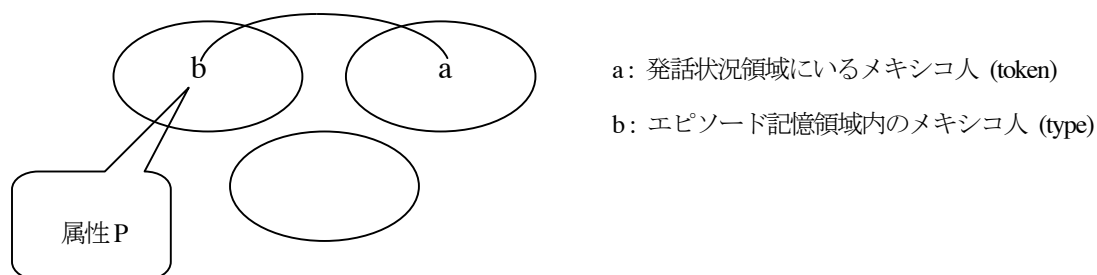 b
a
a : 発話状況領域にいるメキシコ人 (token)
b : エピソード記憶領域内のメキシコ人 (type)
属性 P